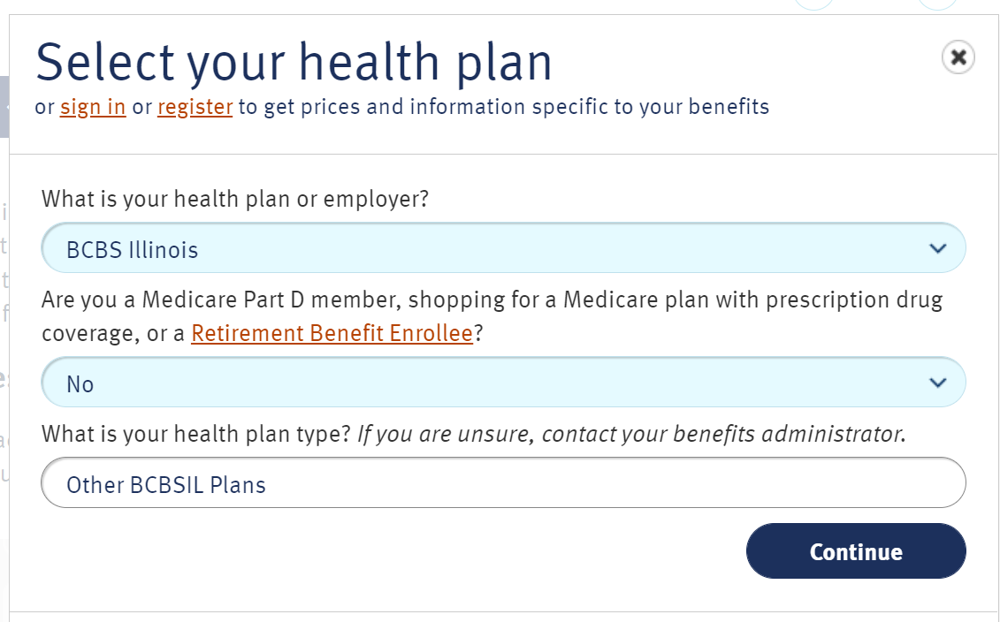 Select your health plan
or sign in or register to get prices and information specific to your benefits
What is your health plan or employer?
BCBS Illinois
Are you a Medicare Part D member, shopping for a Medicare plan with prescription drug
coverage, or a Retirement Benefit Enrollee?
No
What is your health plan type? If you are unsure, contact your benefits administrator.
Other BCBSIL Plans
Continue